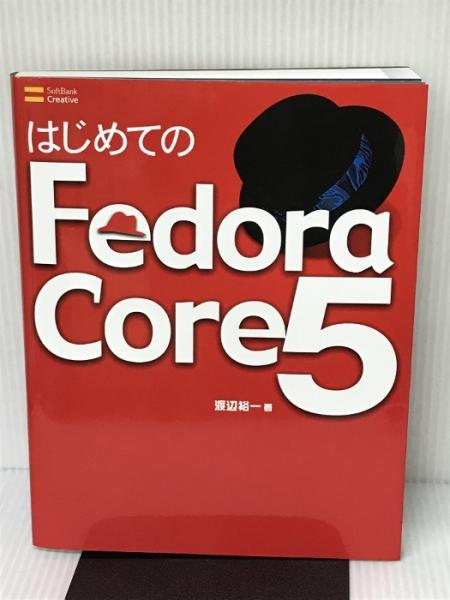 SoftBank
Creative
はじめての
Fedora
Core5
渡辺裕一 著